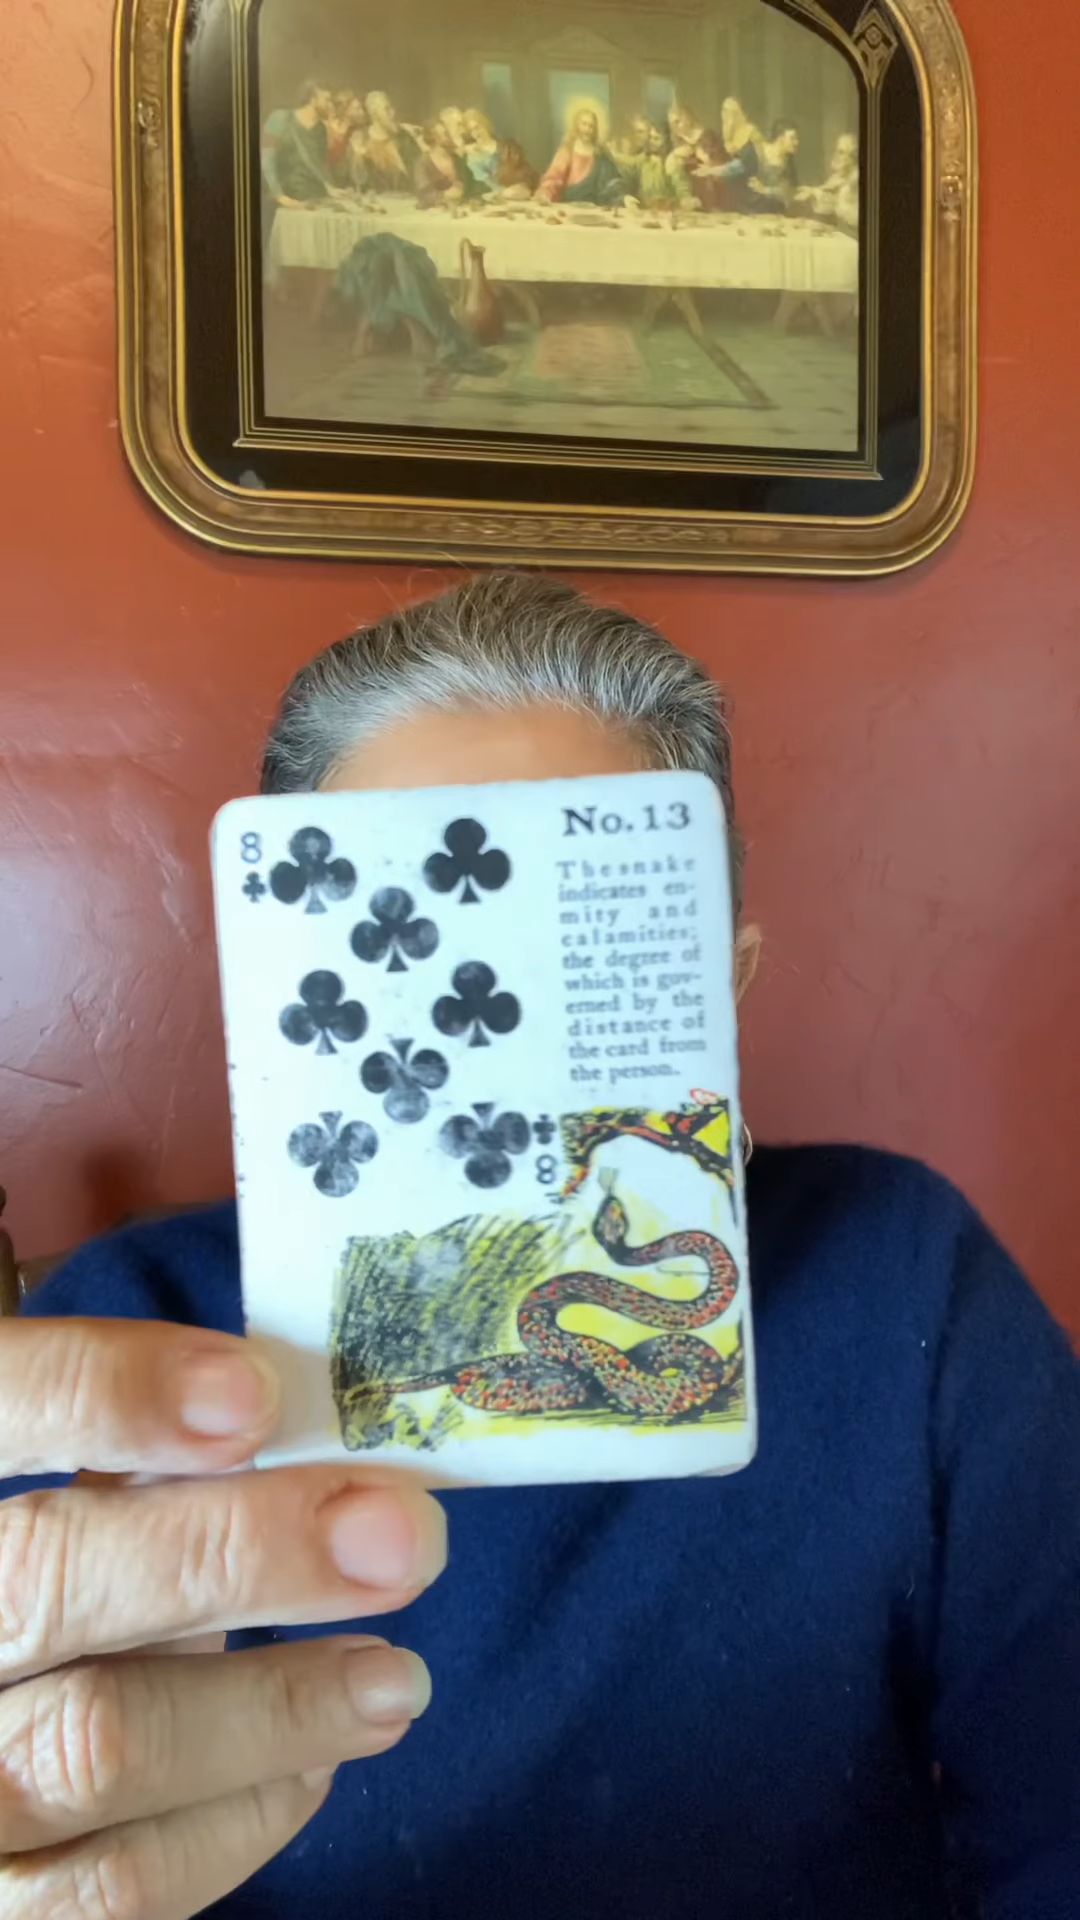 8
No. 13
The snake
indicates en-
mity and
calamities;
the degree of
which is gov-
erned by the
distance of
the card from
the person.
8